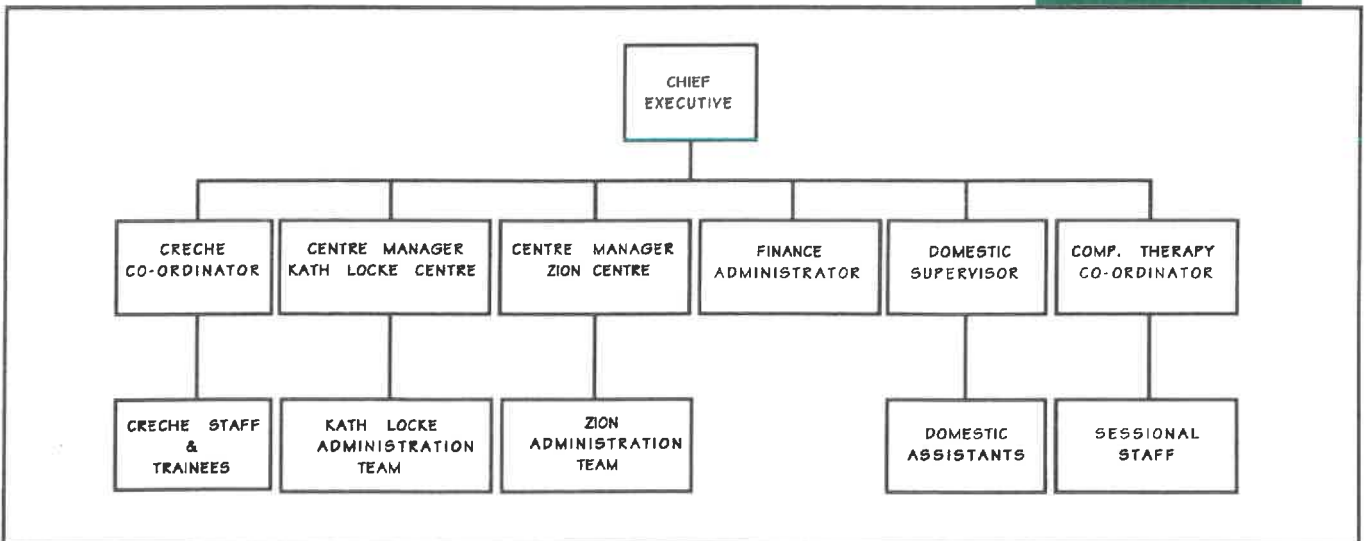 CHIEF
EXECUTIVE
CRECHE
CO-ORDINATOR
CENTRE MANAGER
KATH LOCKE CENTRE
CENTRE MANAGER
ZION CENTRE
FINANCE
ADMINISTRATOR
DOMESTIC
SUPERVISOR
COMP. THERAPY
CO-ORDINATOR
CRECHE STAFF
&
TRAINEES
KATH LOCKE
ADMINISTRATION
TEAM
ZION
ADMINISTRATION
TEAM
DOMESTIC
ASSISTANTS
SESSIONAL
STAFF